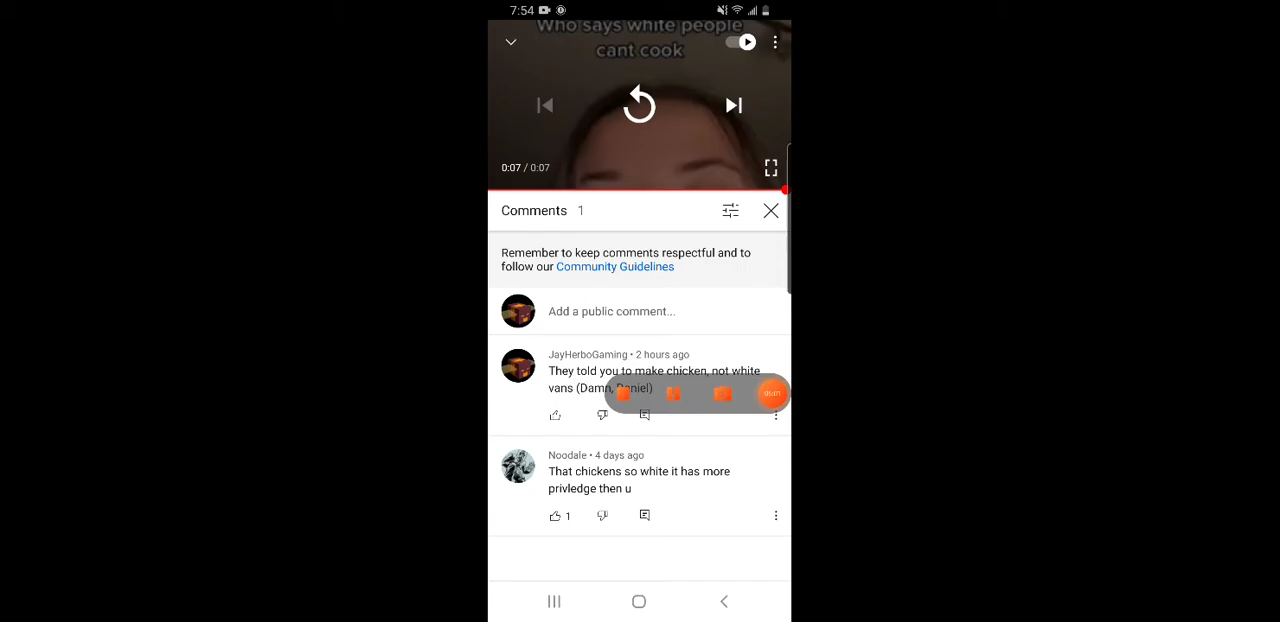 7:54
Who says white people
cant cook
0:07 / 0:07
Comments 1
Remember to keep comments respectful and to
follow our Community Guidelines
Add a public comment...
JayHerboGaming • 2 hours ago
They told you to make chicken, not white
vans (Damn, Daniel)
Noodale • 4 days ago
That chickens so white it has more
privledge then u
1